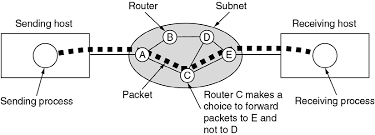 Router
Subnet
Sending host
Receiving host
B
D
A
E
C
Sending process
Packet
Router C makes a
choice to forward
packets to E and
not to D
Receiving process